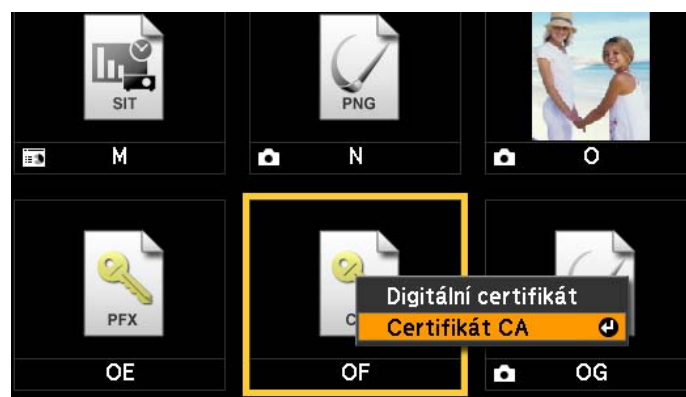 SIT
PNG
M
N
O
Digitální certifikát
PFX
Certifikát CA
OE
OF
OG